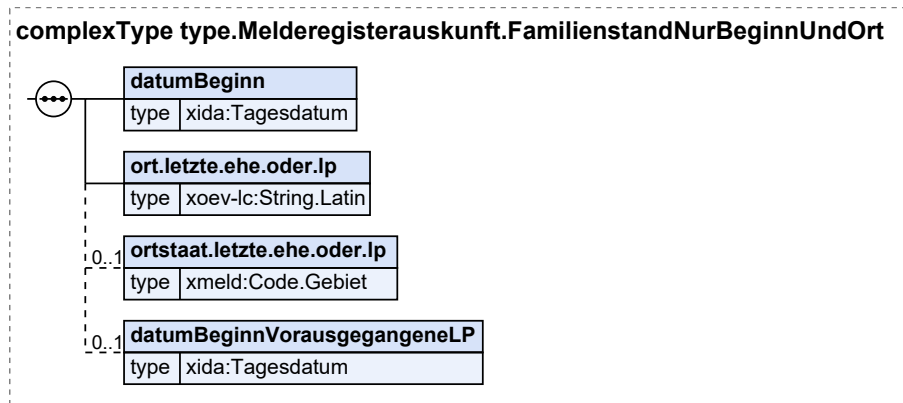 complexType type.Melderegisterauskunft.FamilienstandNurBeginnUndOrt
datumBeginn
type xida:Tagesdatum
ort.letzte.ehe.oder.lp
type xoev-lc:String.Latin
0..1 ortstaat.letzte.ehe.oder.lp
type xmeld:Code.Gebiet
0..1 datumBeginnVorausgegangeneLP
type xida:Tagesdatum